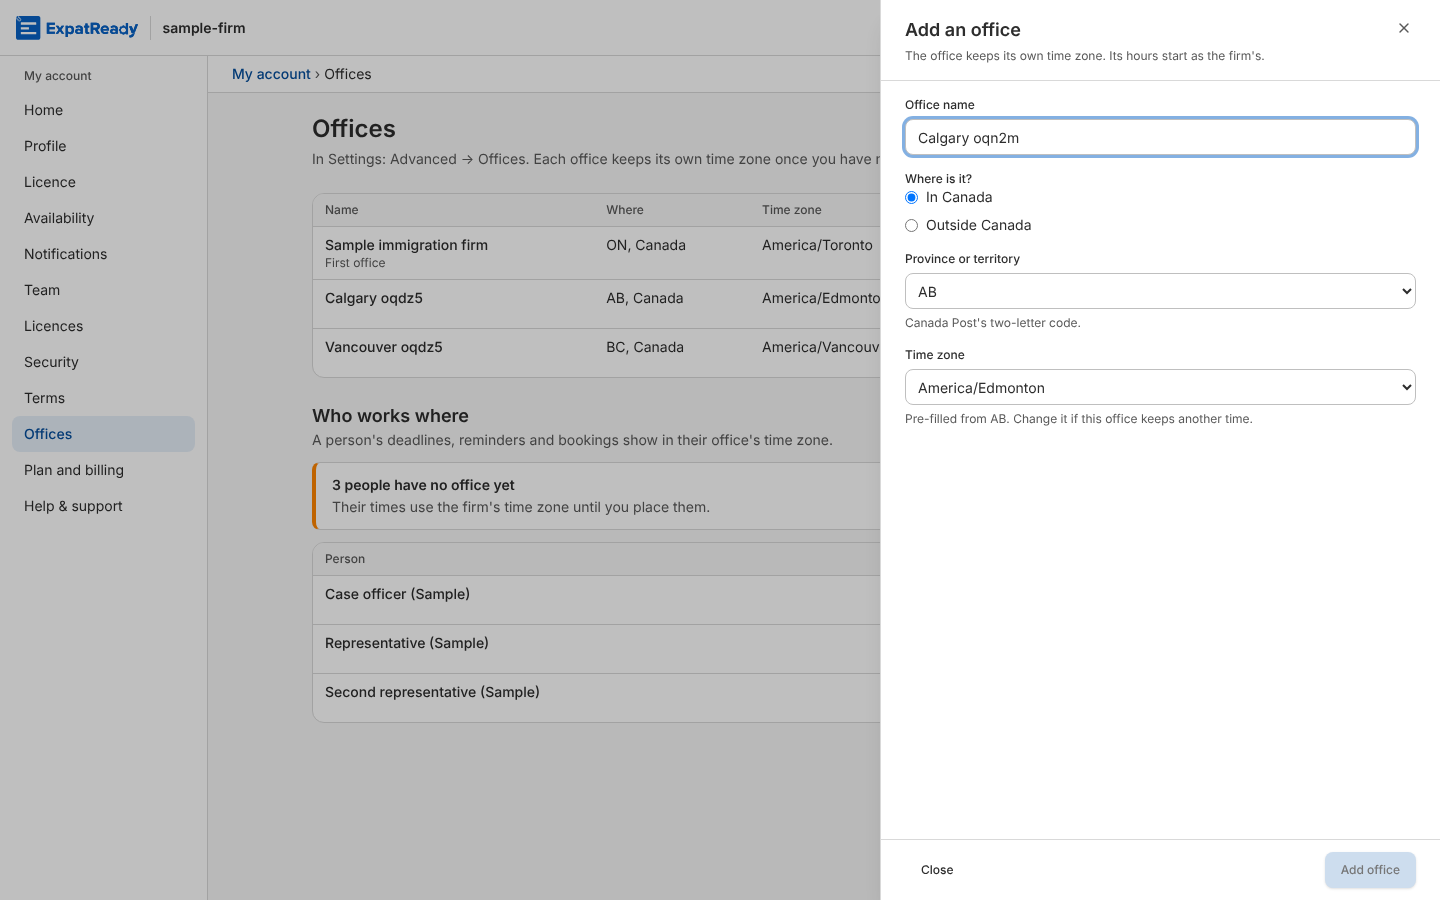 ExpatReady
sample-firm
My account
Home
Profile
Licence
Availability
Notifications
Team
Licences
Security
Terms
Offices
Plan and billing
Help & support
My account › Offices
Offices
In Settings: Advanced → Offices. Each office keeps its own time zone once you have
Name Where Time zone
Sample immigration firm ON, Canada America/Toronto
First office
Calgary oqdz5 AB, Canada America/Edmonto
Vancouver oqdz5 BC, Canada America/Vancouv
Who works where
A person's deadlines, reminders and bookings show in their office's time zone.
3 people have no office yet
Their times use the firm's time zone until you place them.
Person
Case officer (Sample)
Representative (Sample)
Second representative (Sample)
Add an office
The office keeps its own time zone. Its hours start as the firm's.
Office name
Calgary oqn2m
Where is it?
In Canada
Outside Canada
Province or territory
AB
Canada Post's two-letter code.
Time zone
America/Edmonton
Pre-filled from AB. Change it if this office keeps another time.
Close
Add office